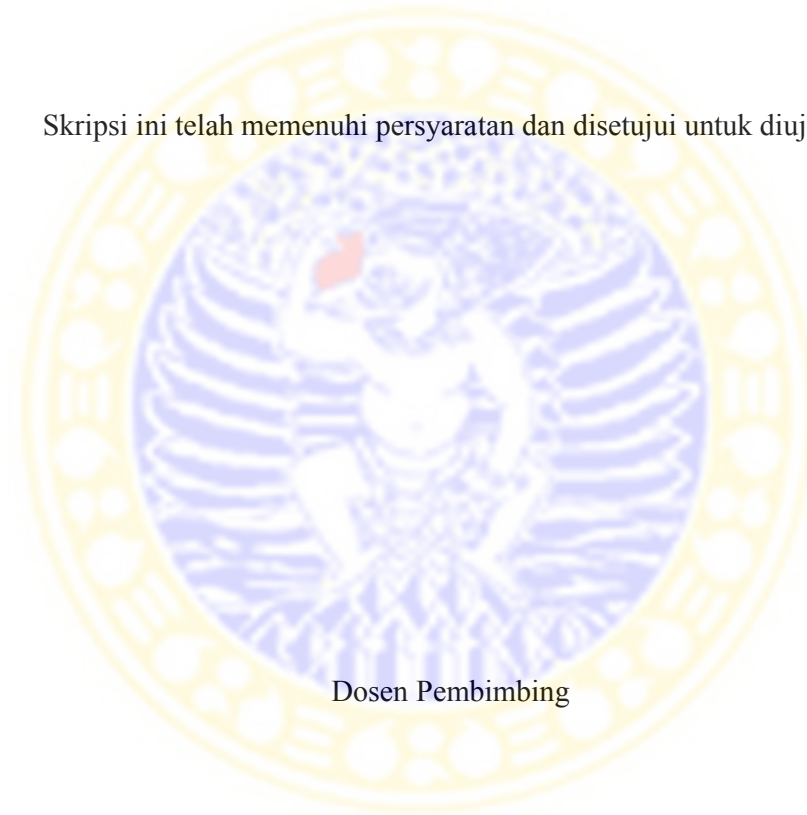 Skripsi ini telah memenuhi persyaratan dan disetujui untuk diuj
Dosen Pembimbing